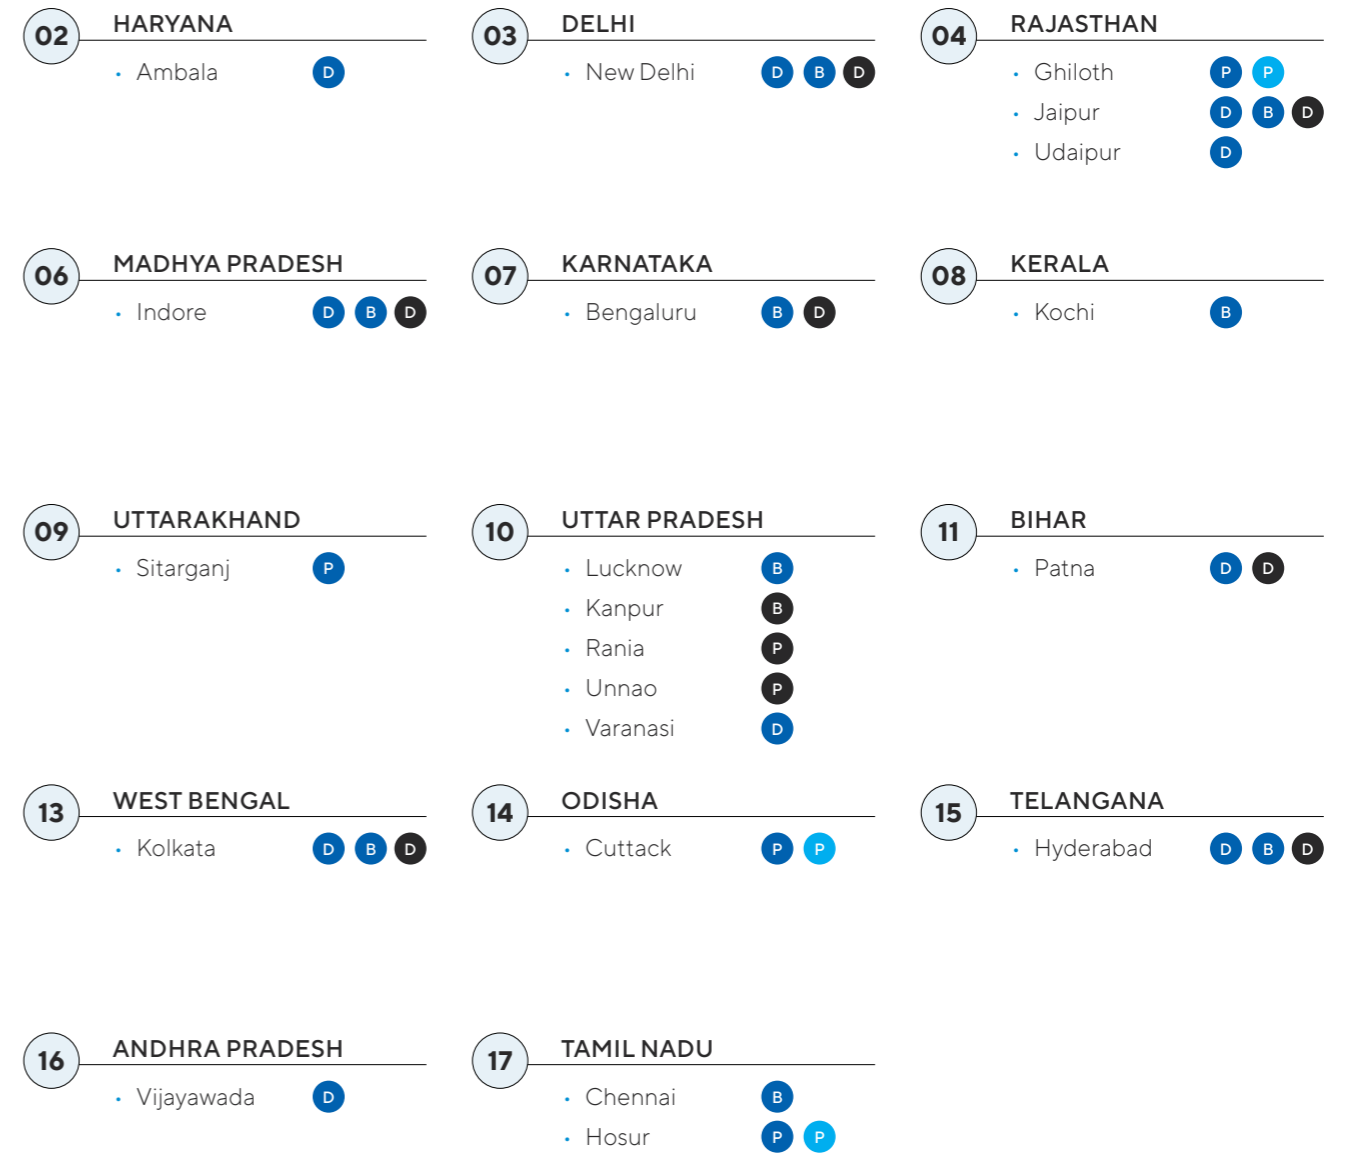 02 HARYANA
• Ambala D
03 DELHI
• New Delhi D B D
04 RAJASTHAN
• Ghiloth P P
• Jaipur D B D
• Udaipur D
06 MADHYA PRADESH
• Indore D B D
07 KARNATAKA
• Bengaluru B D
08 KERALA
• Kochi B
09 UTTARAKHAND
• Sitarganj P
10 UTTAR PRADESH
• Lucknow B
• Kanpur B
• Rania P
• Unnao P
• Varanasi D
11 BIHAR
• Patna D D
13 WEST BENGAL
• Kolkata D B D
14 ODISHA
• Cuttack P P
15 TELANGANA
• Hyderabad D B D
16 ANDHRA PRADESH
• Vijayawada D
17 TAMIL NADU
• Chennai B
• Hosur P P